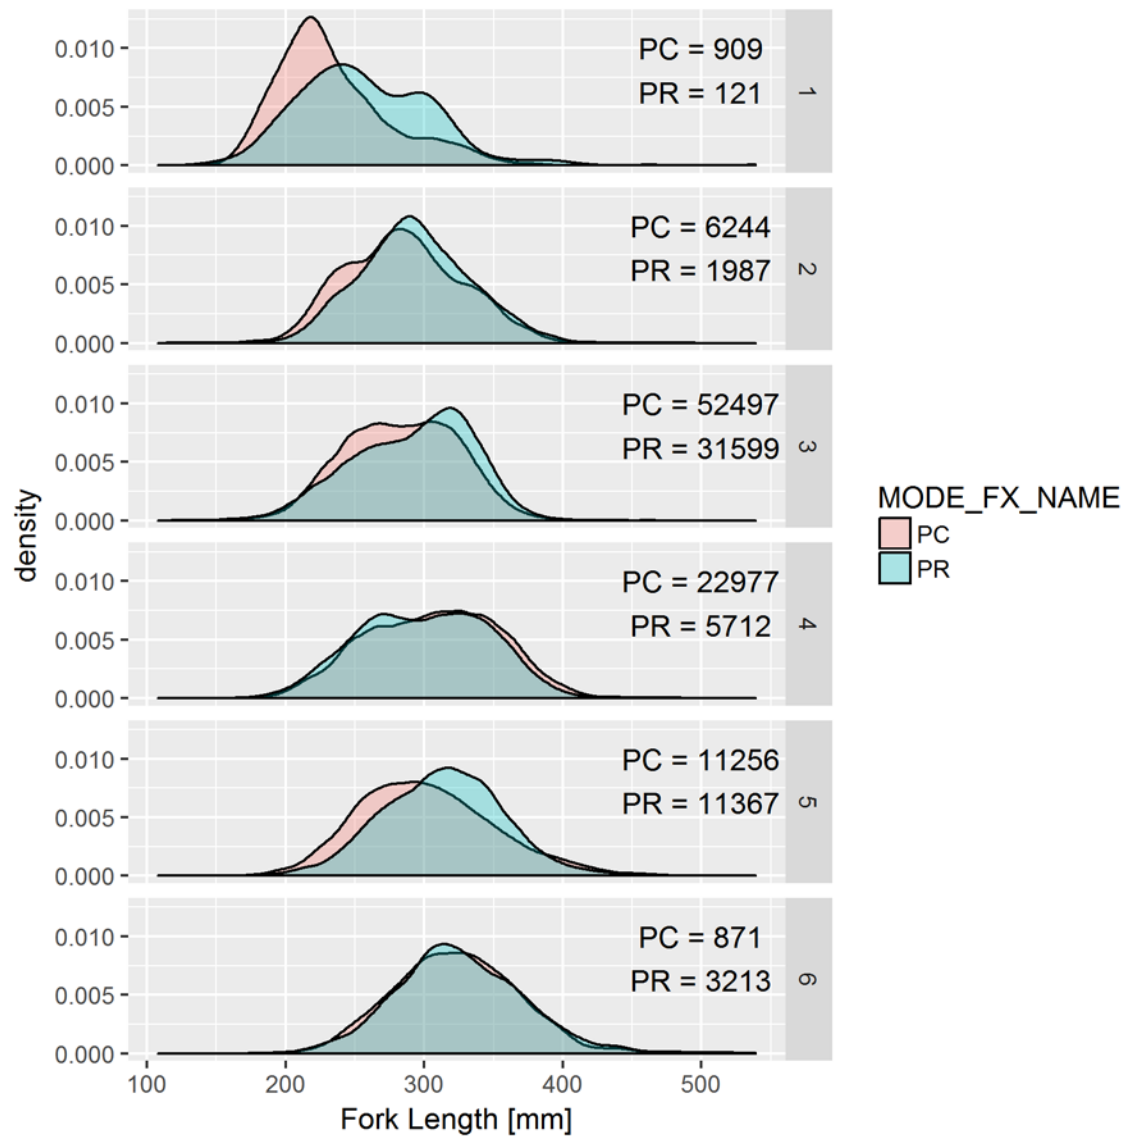 0.010
0.005
0.000
PC = 909
PR = 121
1
0.010
0.005
0.000
PC = 6244
PR = 1987
2
0.010
0.005
0.000
PC = 52497
PR = 31599
3
0.010
0.005
0.000
PC = 22977
PR = 5712
4
0.010
0.005
0.000
PC = 11256
PR = 11367
5
0.010
0.005
0.000
PC = 871
PR = 3213
6
density
100 200 300 400 500
Fork Length [mm]
MODE_FX_NAME
PC
PR